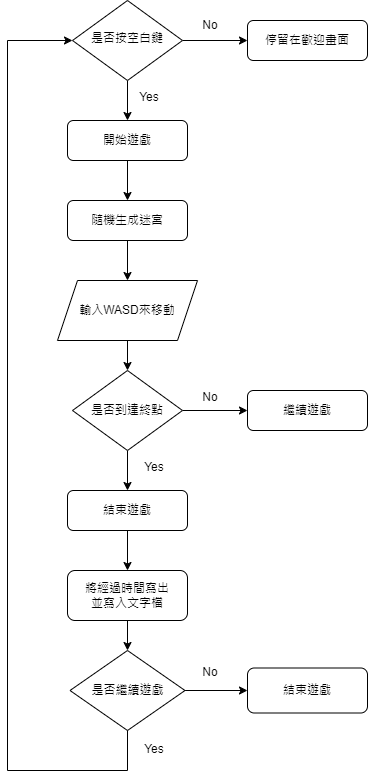 是否按空白鍵
No
停留在歡迎畫面
Yes
開始遊戲
隨機生成迷宮
輸入WASD來移動
是否到達終點
No
繼續遊戲
Yes
結束遊戲
將經過時間寫出
並寫入文字檔
是否繼續遊戲
No
結束遊戲
Yes